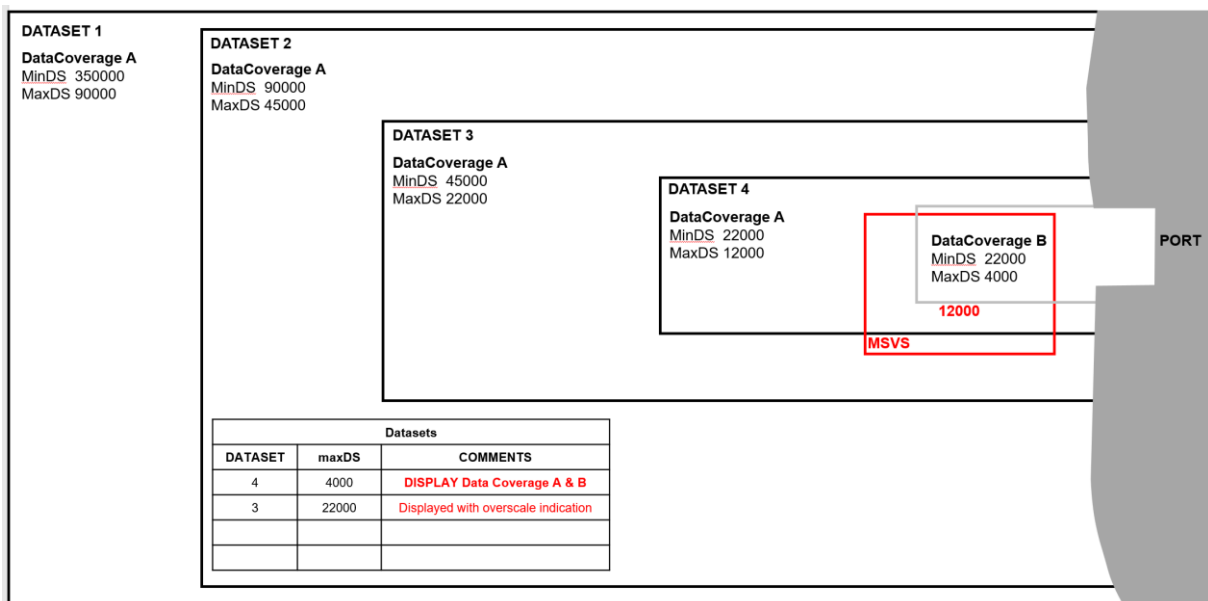 DATASET 1
DataCoverage A
MinDS 350000
MaxDS 90000
DATASET 2
DataCoverage A
MinDS 90000
MaxDS 45000
DATASET 3
DataCoverage A
MinDS 45000
MaxDS 22000
DATASET 4
DataCoverage A
MinDS 22000
MaxDS 12000
DataCoverage B
MinDS 22000
MaxDS 4000
12000
MSVS
PORT
Datasets
DATASET maxDS COMMENTS
4 4000 DISPLAY Data Coverage A & B
3 22000 Displayed with overscale indication